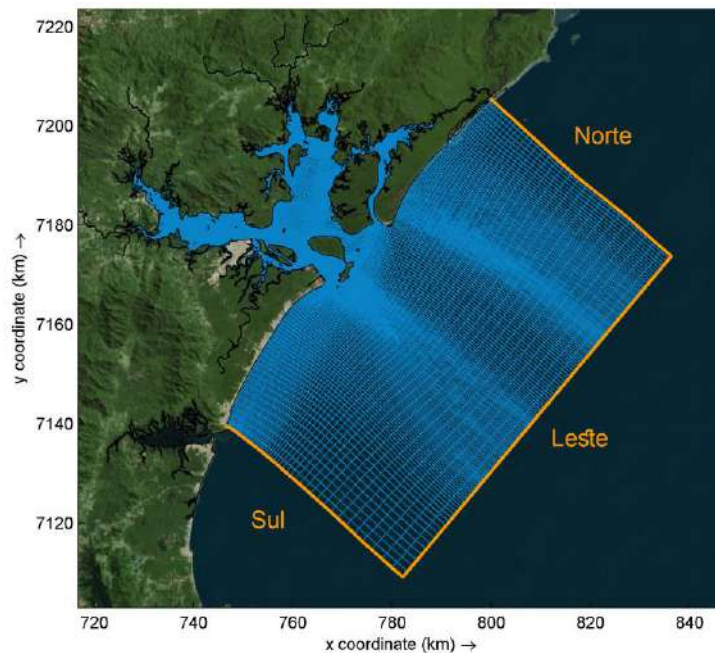 7220
7200
7180
7160
7140
7120
y coordinate (km) →
Norte
Leste
Sul
720 740 760 780 800 820 840
x coordinate (km) →